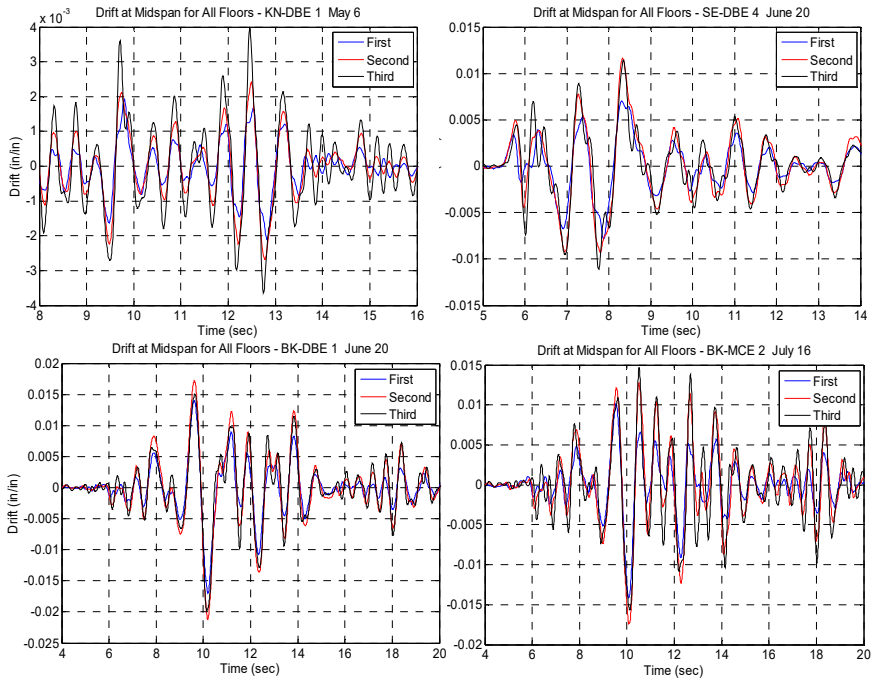 Drift at Midspan for All Floors - KN-DBE 1 May 6
x 10^-3
4
3
2
1
0
-1
-2
-3
-4
Drift (in/in)
First
Second
Third
8 9 10 11 12 13 14 15 16
Time (sec)
Drift at Midspan for All Floors - SE-DBE 4 June 20
0.015
0.01
0.005
0
-0.005
-0.01
-0.015
First
Second
Third
5 6 7 8 9 10 11 12 13 14
Time (sec)
Drift at Midspan for All Floors - BK-DBE 1 June 20
0.02
0.015
0.01
0.005
0
-0.005
-0.01
-0.015
-0.02
-0.025
Drift (in/in)
First
Second
Third
4 6 8 10 12 14 16 18 20
Time (sec)
Drift at Midspan for All Floors - BK-MCE 2 July 16
0.015
0.01
0.005
0
-0.005
-0.01
-0.015
-0.02
First
Second
Third
4 6 8 10 12 14 16 18 20
Time (sec)